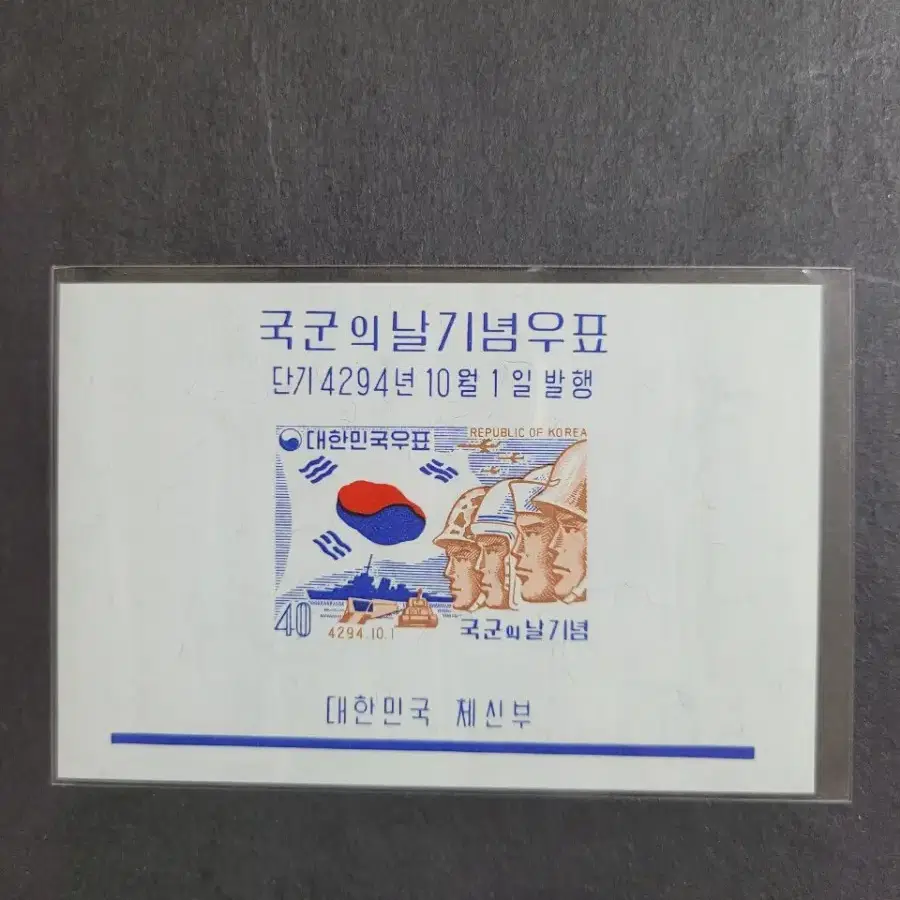 국군의날기념우표
단기4294년 10월 1일 발행
대한민국우표
REPUBLIC OF KOREA
40
4294.10.1
국군의날기념
대한민국 체신부